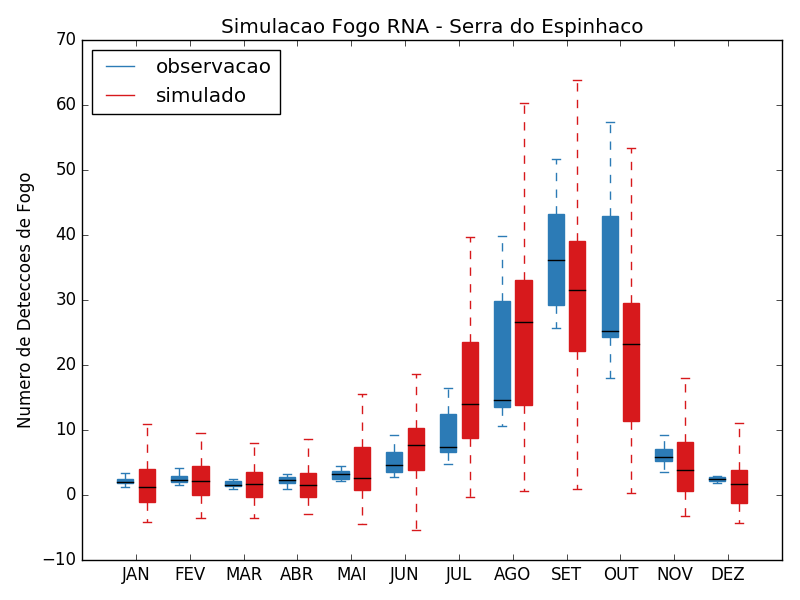 Simulacao Fogo RNA - Serra do Espinhaco
observacao
simulado
Numero de Deteccoes de Fogo
70
60
50
40
30
20
10
0
−10
JAN FEV MAR ABR MAI JUN JUL AGO SET OUT NOV DEZ